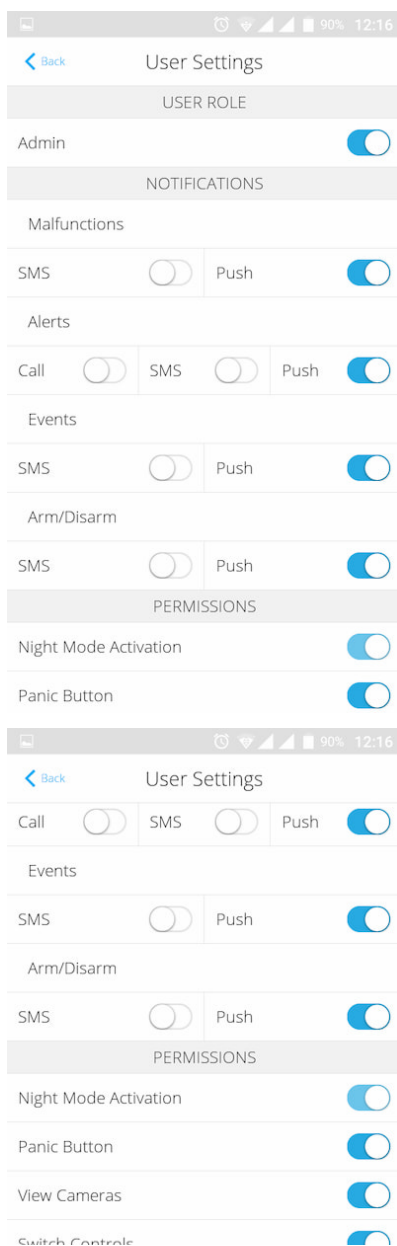 90% 12:16
Back User Settings
USER ROLE
Admin
NOTIFICATIONS
Malfunctions
SMS Push
Alerts
Call SMS Push
Events
SMS Push
Arm/Disarm
SMS Push
PERMISSIONS
Night Mode Activation
Panic Button
90% 12:16
Back User Settings
Call SMS Push
Events
SMS Push
Arm/Disarm
SMS Push
PERMISSIONS
Night Mode Activation
Panic Button
View Cameras
Switch Controls